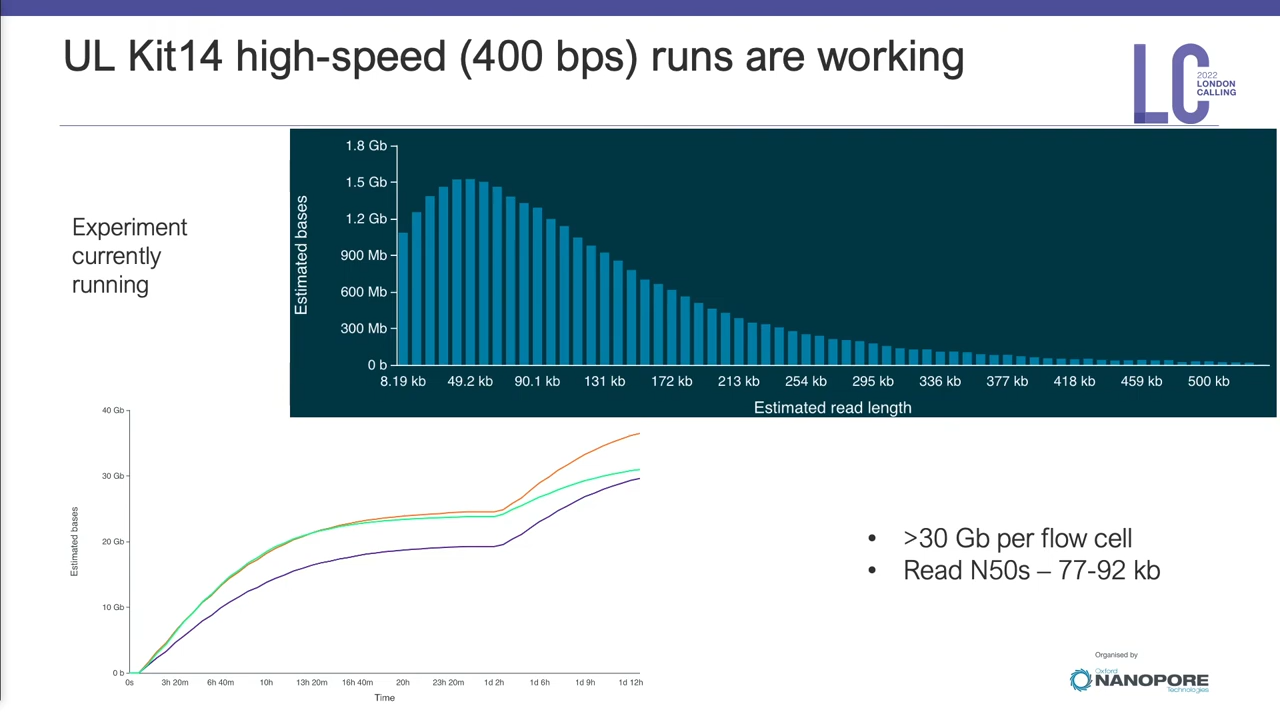 UL Kit14 high-speed (400 bps) runs are working
LC
2022
LONDON
CALLING
Experiment
currently
running
Estimated bases
1.8 Gb
1.5 Gb
1.2 Gb
900 Mb
600 Mb
300 Mb
0 b
8.19 kb 49.2 kb 90.1 kb 131 kb 172 kb 213 kb 254 kb 295 kb 336 kb 377 kb 418 kb 459 kb 500 kb
Estimated read length
Estimated bases
40 Gb
30 Gb
20 Gb
10 Gb
0 b
0s 3h 20m 6h 40m 10h 13h 20m 16h 40m 20h 23h 20m 1d 2h 1d 6h 1d 9h 1d 12h
Time
• >30 Gb per flow cell
• Read N50s – 77-92 kb
Organised by
Oxford
NANOPORE
Technologies